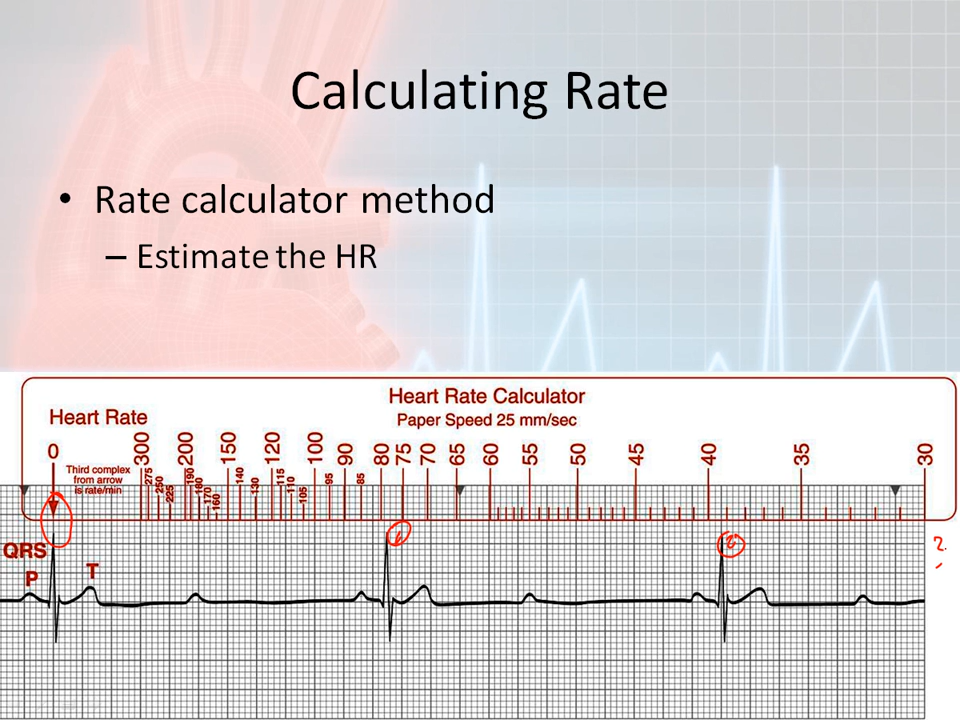 Calculating Rate
• Rate calculator method
– Estimate the HR
Heart Rate Calculator
Heart Rate
Paper Speed 25 mm/sec
0 300 200 150 120 100 90 80 75 70 65 60 55 50 45 40 35 30
Third complex
from arrow
is rate/min
275 250 225 190 180 170 160 140 130 115 110 105 95 85
QRS
P
T